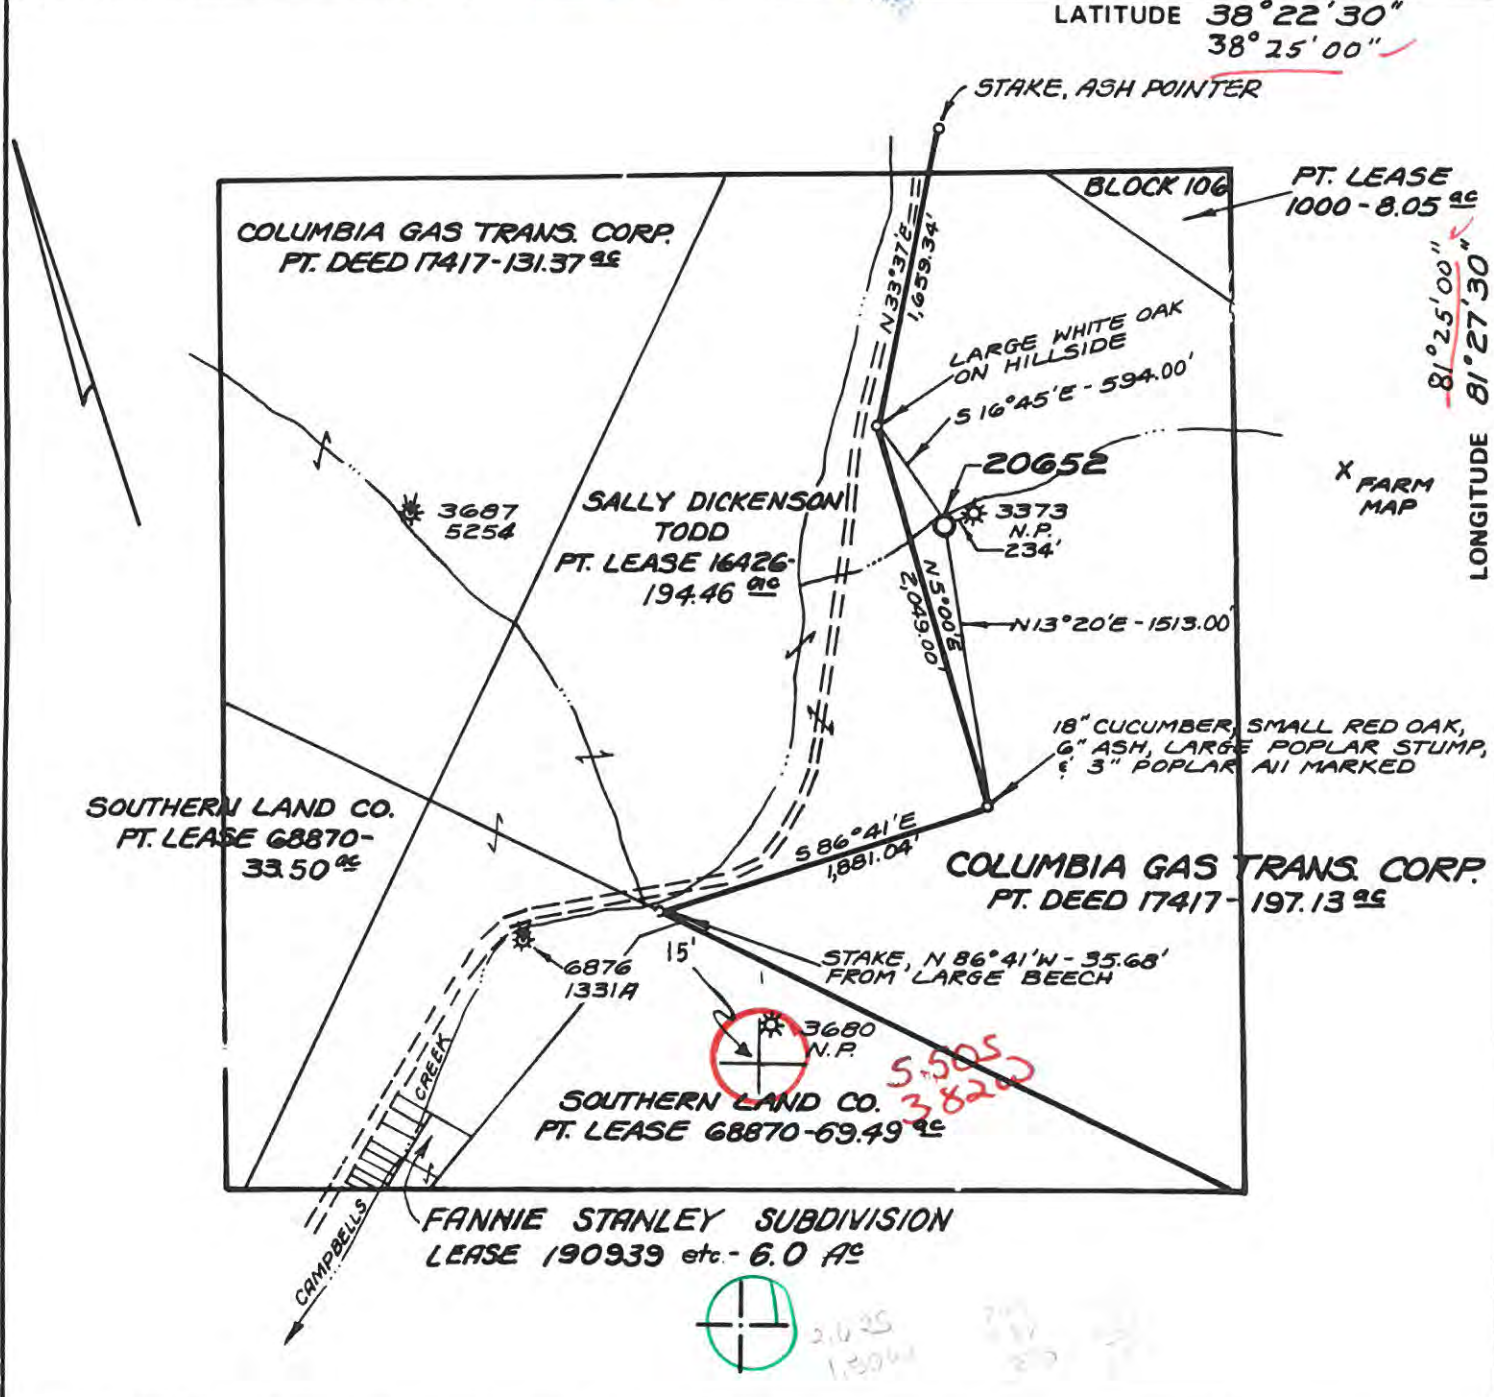 LATITUDE 38°22'30"
38°25'00"
STAKE, ASH POINTER
BLOCK 106
PT. LEASE
1000-8.05 ac
COLUMBIA GAS TRANS. CORP.
PT. DEED 17417-131.37 ac
N33°37'E
1,659.34'
81°25'00"
LONGITUDE 81°27'30"
LARGE WHITE OAK
ON HILLSIDE
S 16°45'E - 594.00'
20652
3687
5254
SALLY DICKENSON
TODD
PT. LEASE 16426-
194.46 ac
3373
N.P.
234'
X FARM
MAP
N 5°00'E
2,049.00'
N13°20'E-1513.00'
18" CUCUMBER, SMALL RED OAK,
6" ASH, LARGE POPLAR STUMP,
& 3" POPLAR All MARKED
SOUTHERN LAND CO.
PT. LEASE 68870-
33.50 ac
S 86°41'E
1,881.04'
COLUMBIA GAS TRANS. CORP.
PT. DEED 17417-197.13 ac
15'
STAKE, N 86°41'W-35.68'
FROM LARGE BEECH
6876
1331A
3680
N.P.
SOUTHERN LAND CO.
PT. LEASE 68870-69.49 ac
CAMPBELLS CREEK
FANNIE STANLEY SUBDIVISION
LEASE 190939 etc.- 6.0 Ac